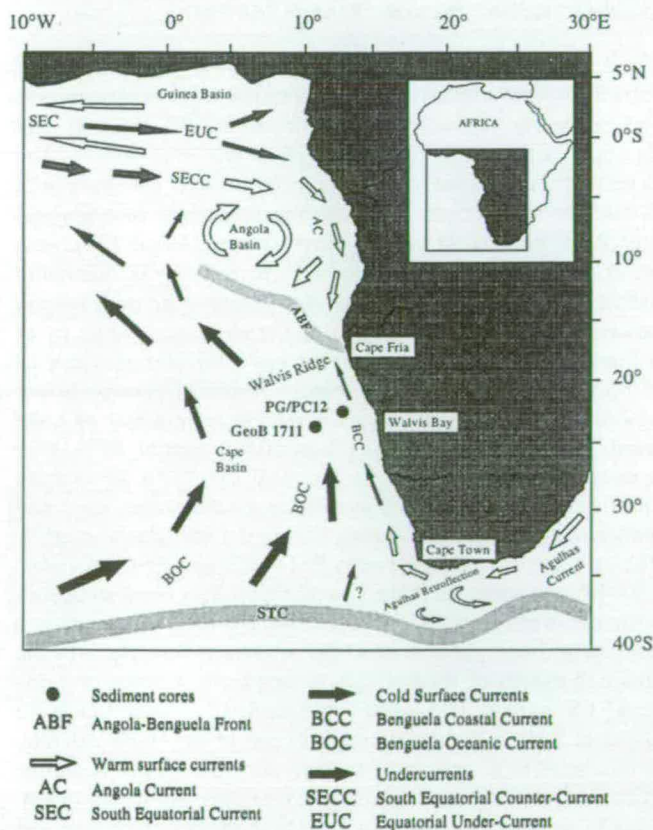 10°W 0° 10° 20° 30°E
5°N
Guinea Basin
SEC
EUC
AFRICA
0°S
SECC
AC
Angola
Basin
10°
ABF
Cape Fria
Walvis Ridge
20°
PG/PC12
Walvis Bay
GeoB 1711
BCC
Cape
Basin
BOC
30°
Cape Town
BOC
Agulhas
Current
Agulhas Retroflection
?
STC
40°S
Sediment cores
ABF Angola-Benguela Front
Warm surface currents
AC Angola Current
SEC South Equatorial Current
Cold Surface Currents
BCC Benguela Coastal Current
BOC Benguela Oceanic Current
Undercurrents
SECC South Equatorial Counter-Current
EUC Equatorial Under-Current